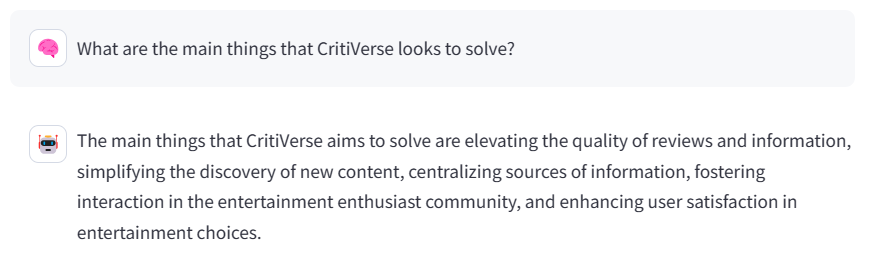 What are the main things that CritiVerse looks to solve?
The main things that CritiVerse aims to solve are elevating the quality of reviews and information,
simplifying the discovery of new content, centralizing sources of information, fostering
interaction in the entertainment enthusiast community, and enhancing user satisfaction in
entertainment choices.